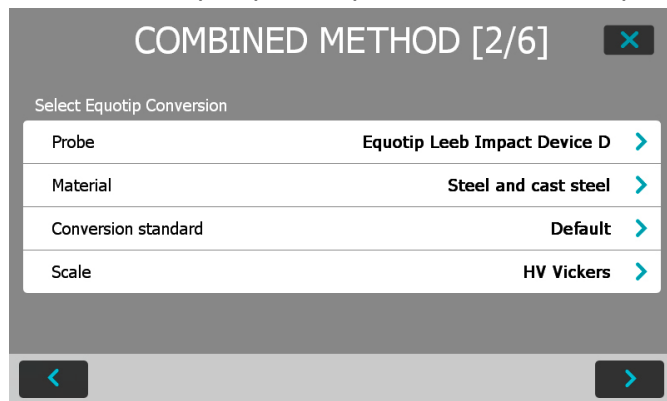 COMBINED METHOD [2/6]
Select Equotip Conversion
Probe Equotip Leeb Impact Device D
Material Steel and cast steel
Conversion standard Default
Scale HV Vickers